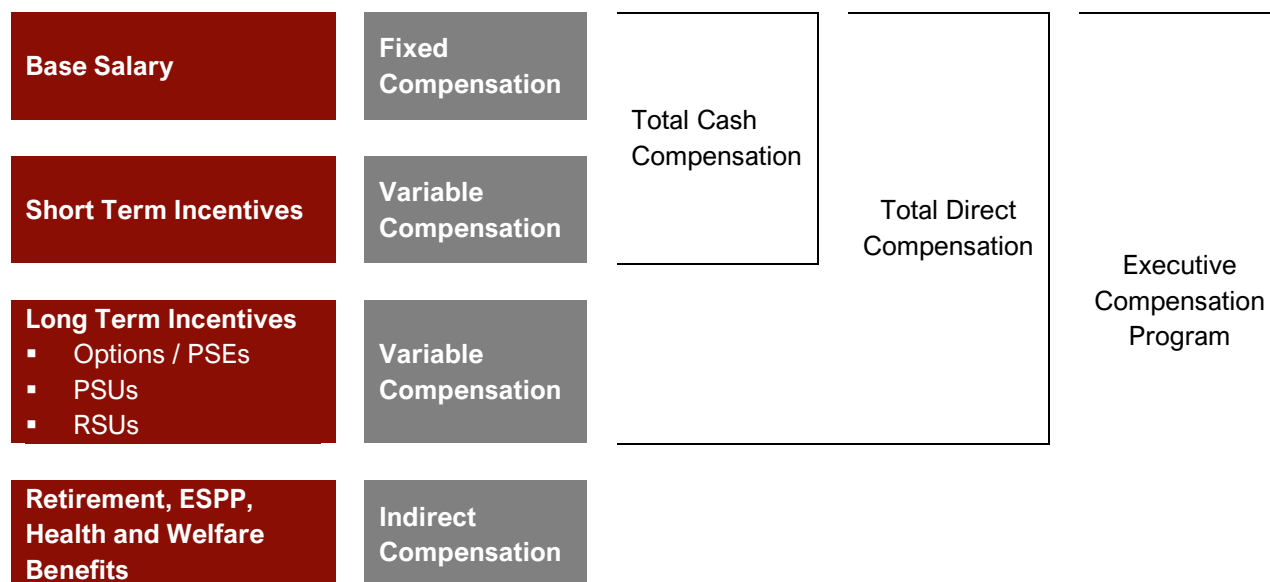 Base Salary
Fixed
Compensation
Total Cash
Compensation
Short Term Incentives
Variable
Compensation
Total Direct
Compensation
Executive
Compensation
Program
Long Term Incentives
▪ Options / PSEs
▪ PSUs
▪ RSUs
Variable
Compensation
Retirement, ESPP,
Health and Welfare
Benefits
Indirect
Compensation